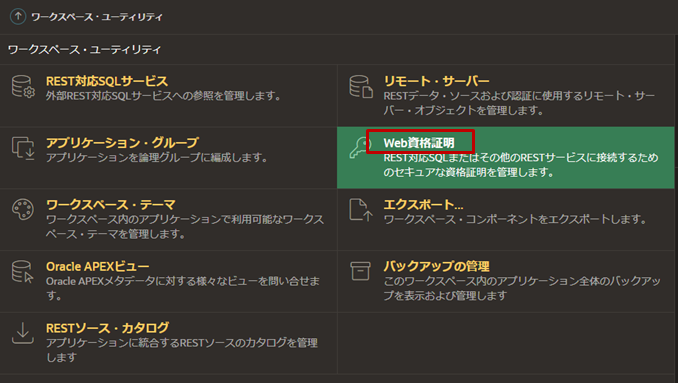 ワークスペース・ユーティリティ
ワークスペース・ユーティリティ
REST対応SQLサービス
外部REST対応SQLサービスへの参照を管理します。
リモート・サーバー
RESTデータ・ソースおよび認証に使用するリモート・サー
バー・オブジェクトを管理します。
アプリケーション・グループ
アプリケーションを論理グループに編成します。
Web資格証明
REST対応SQLまたはその他のRESTサービスに接続するため
のセキュアな資格証明を管理します。
ワークスペース・テーマ
ワークスペース内のアプリケーションで利用可能なワークス
ペース・テーマを管理します。
エクスポート...
ワークスペース・コンポーネントをエクスポートします。
Oracle APEXビュー
Oracle APEXメタデータに対する様々なビューを問い合せま
す。
バックアップの管理
このワークスペース内のアプリケーション全体のバックアッ
プを表示および管理します
RESTソース・カタログ
アプリケーションに統合するRESTソースのカタログを管理
します